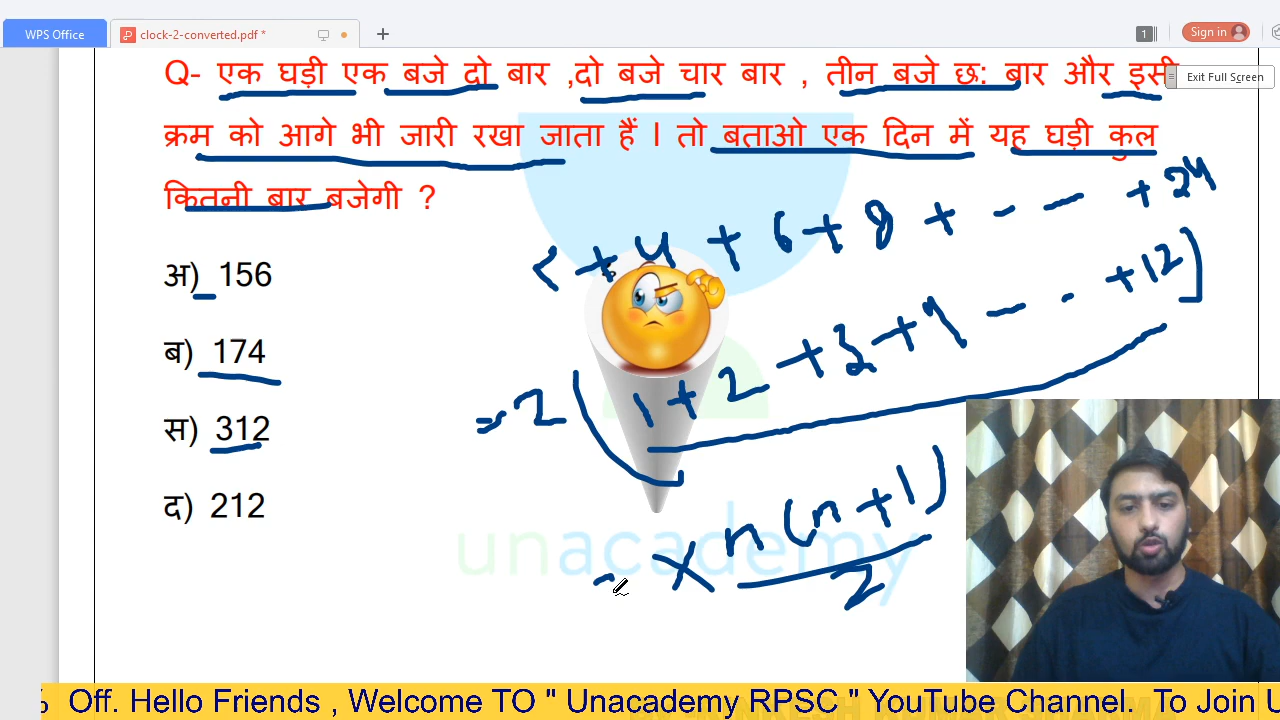 WPS Office
clock-2-converted.pdf *
+
1
Sign in
Exit Full Screen
Q- एक घड़ी एक बजे दो बार ,दो बजे चार बार , तीन बजे छ: बार और इसी
क्रम को आगे भी जारी रखा जाता हैं I तो बताओ एक दिन में यह घड़ी कुल
कितनी बार बजेगी ?
+ 4 + 6 + 8 + - - + 24
अ) 156
= 2 ( 1 + 2 + 3 + 4 - - + 12 ]
ब) 174
स) 312
× n(n+1)
2
द) 212
unacademy
Off. Hello Friends , Welcome TO " Unacademy RPSC " YouTube Channel. To Join U